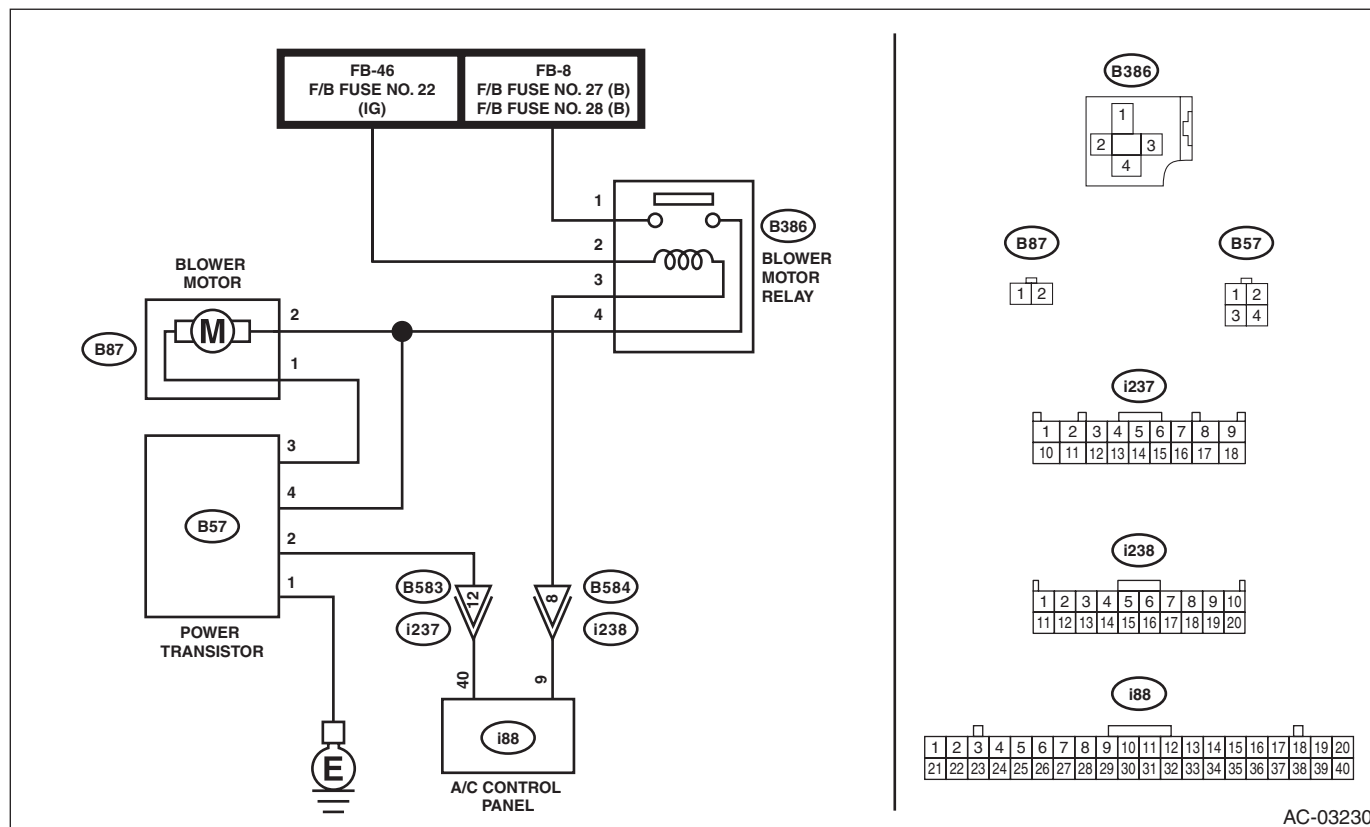 FB-46
F/B FUSE NO. 22
(IG)
FB-8
F/B FUSE NO. 27 (B)
F/B FUSE NO. 28 (B)
1
2
3
4
B386
BLOWER
MOTOR
RELAY
BLOWER
MOTOR
M
B87
2
1
3
4
2
1
B57
POWER
TRANSISTOR
E
B583
12
i237
B584
8
i238
40
9
i88
A/C CONTROL
PANEL
B386
1
2 3
4
B87
1 2
B57
1 2
3 4
i237
1 2 3 4 5 6 7 8 9
10 11 12 13 14 15 16 17 18
i238
1 2 3 4 5 6 7 8 9 10
11 12 13 14 15 16 17 18 19 20
i88
1 2 3 4 5 6 7 8 9 10 11 12 13 14 15 16 17 18 19 20
21 22 23 24 25 26 27 28 29 30 31 32 33 34 35 36 37 38 39 40
AC-03230